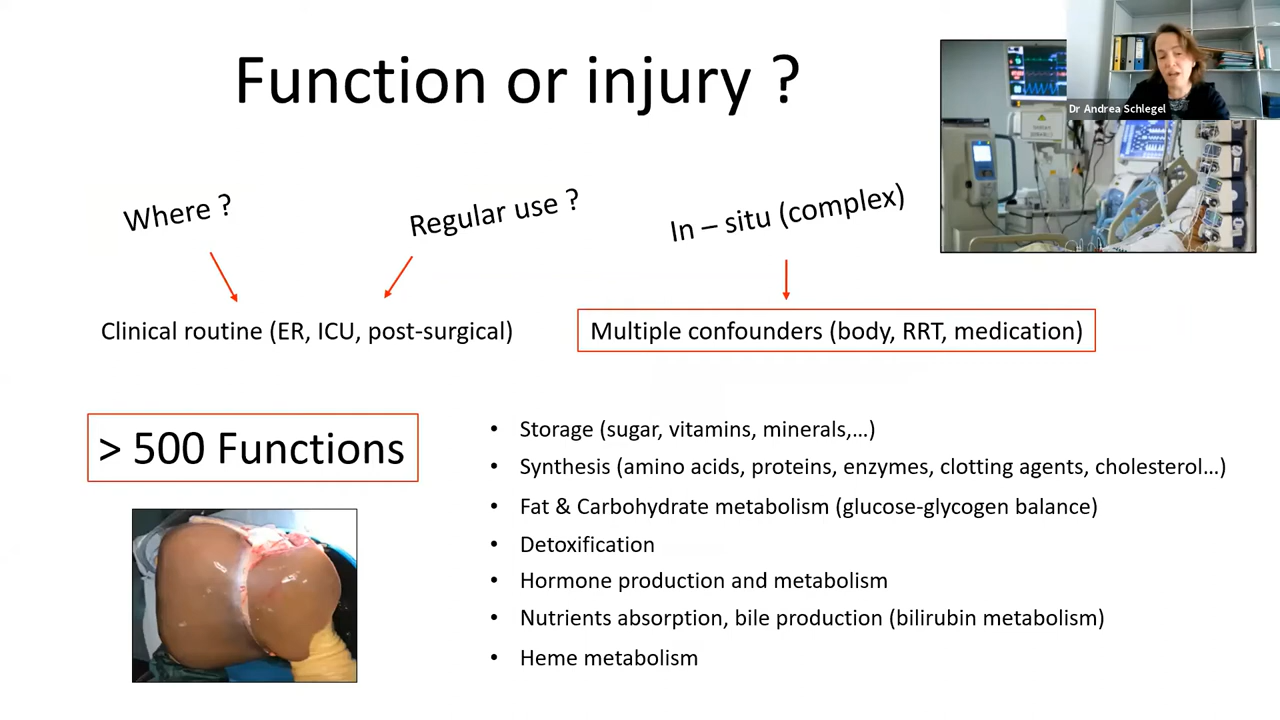 Function or injury ?
Dr Andrea Schlegel
Where ?
Regular use ?
In – situ (complex)
Clinical routine (ER, ICU, post-surgical)
Multiple confounders (body, RRT, medication)
> 500 Functions
• Storage (sugar, vitamins, minerals,...)
• Synthesis (amino acids, proteins, enzymes, clotting agents, cholesterol...)
• Fat & Carbohydrate metabolism (glucose-glycogen balance)
• Detoxification
• Hormone production and metabolism
• Nutrients absorption, bile production (bilirubin metabolism)
• Heme metabolism